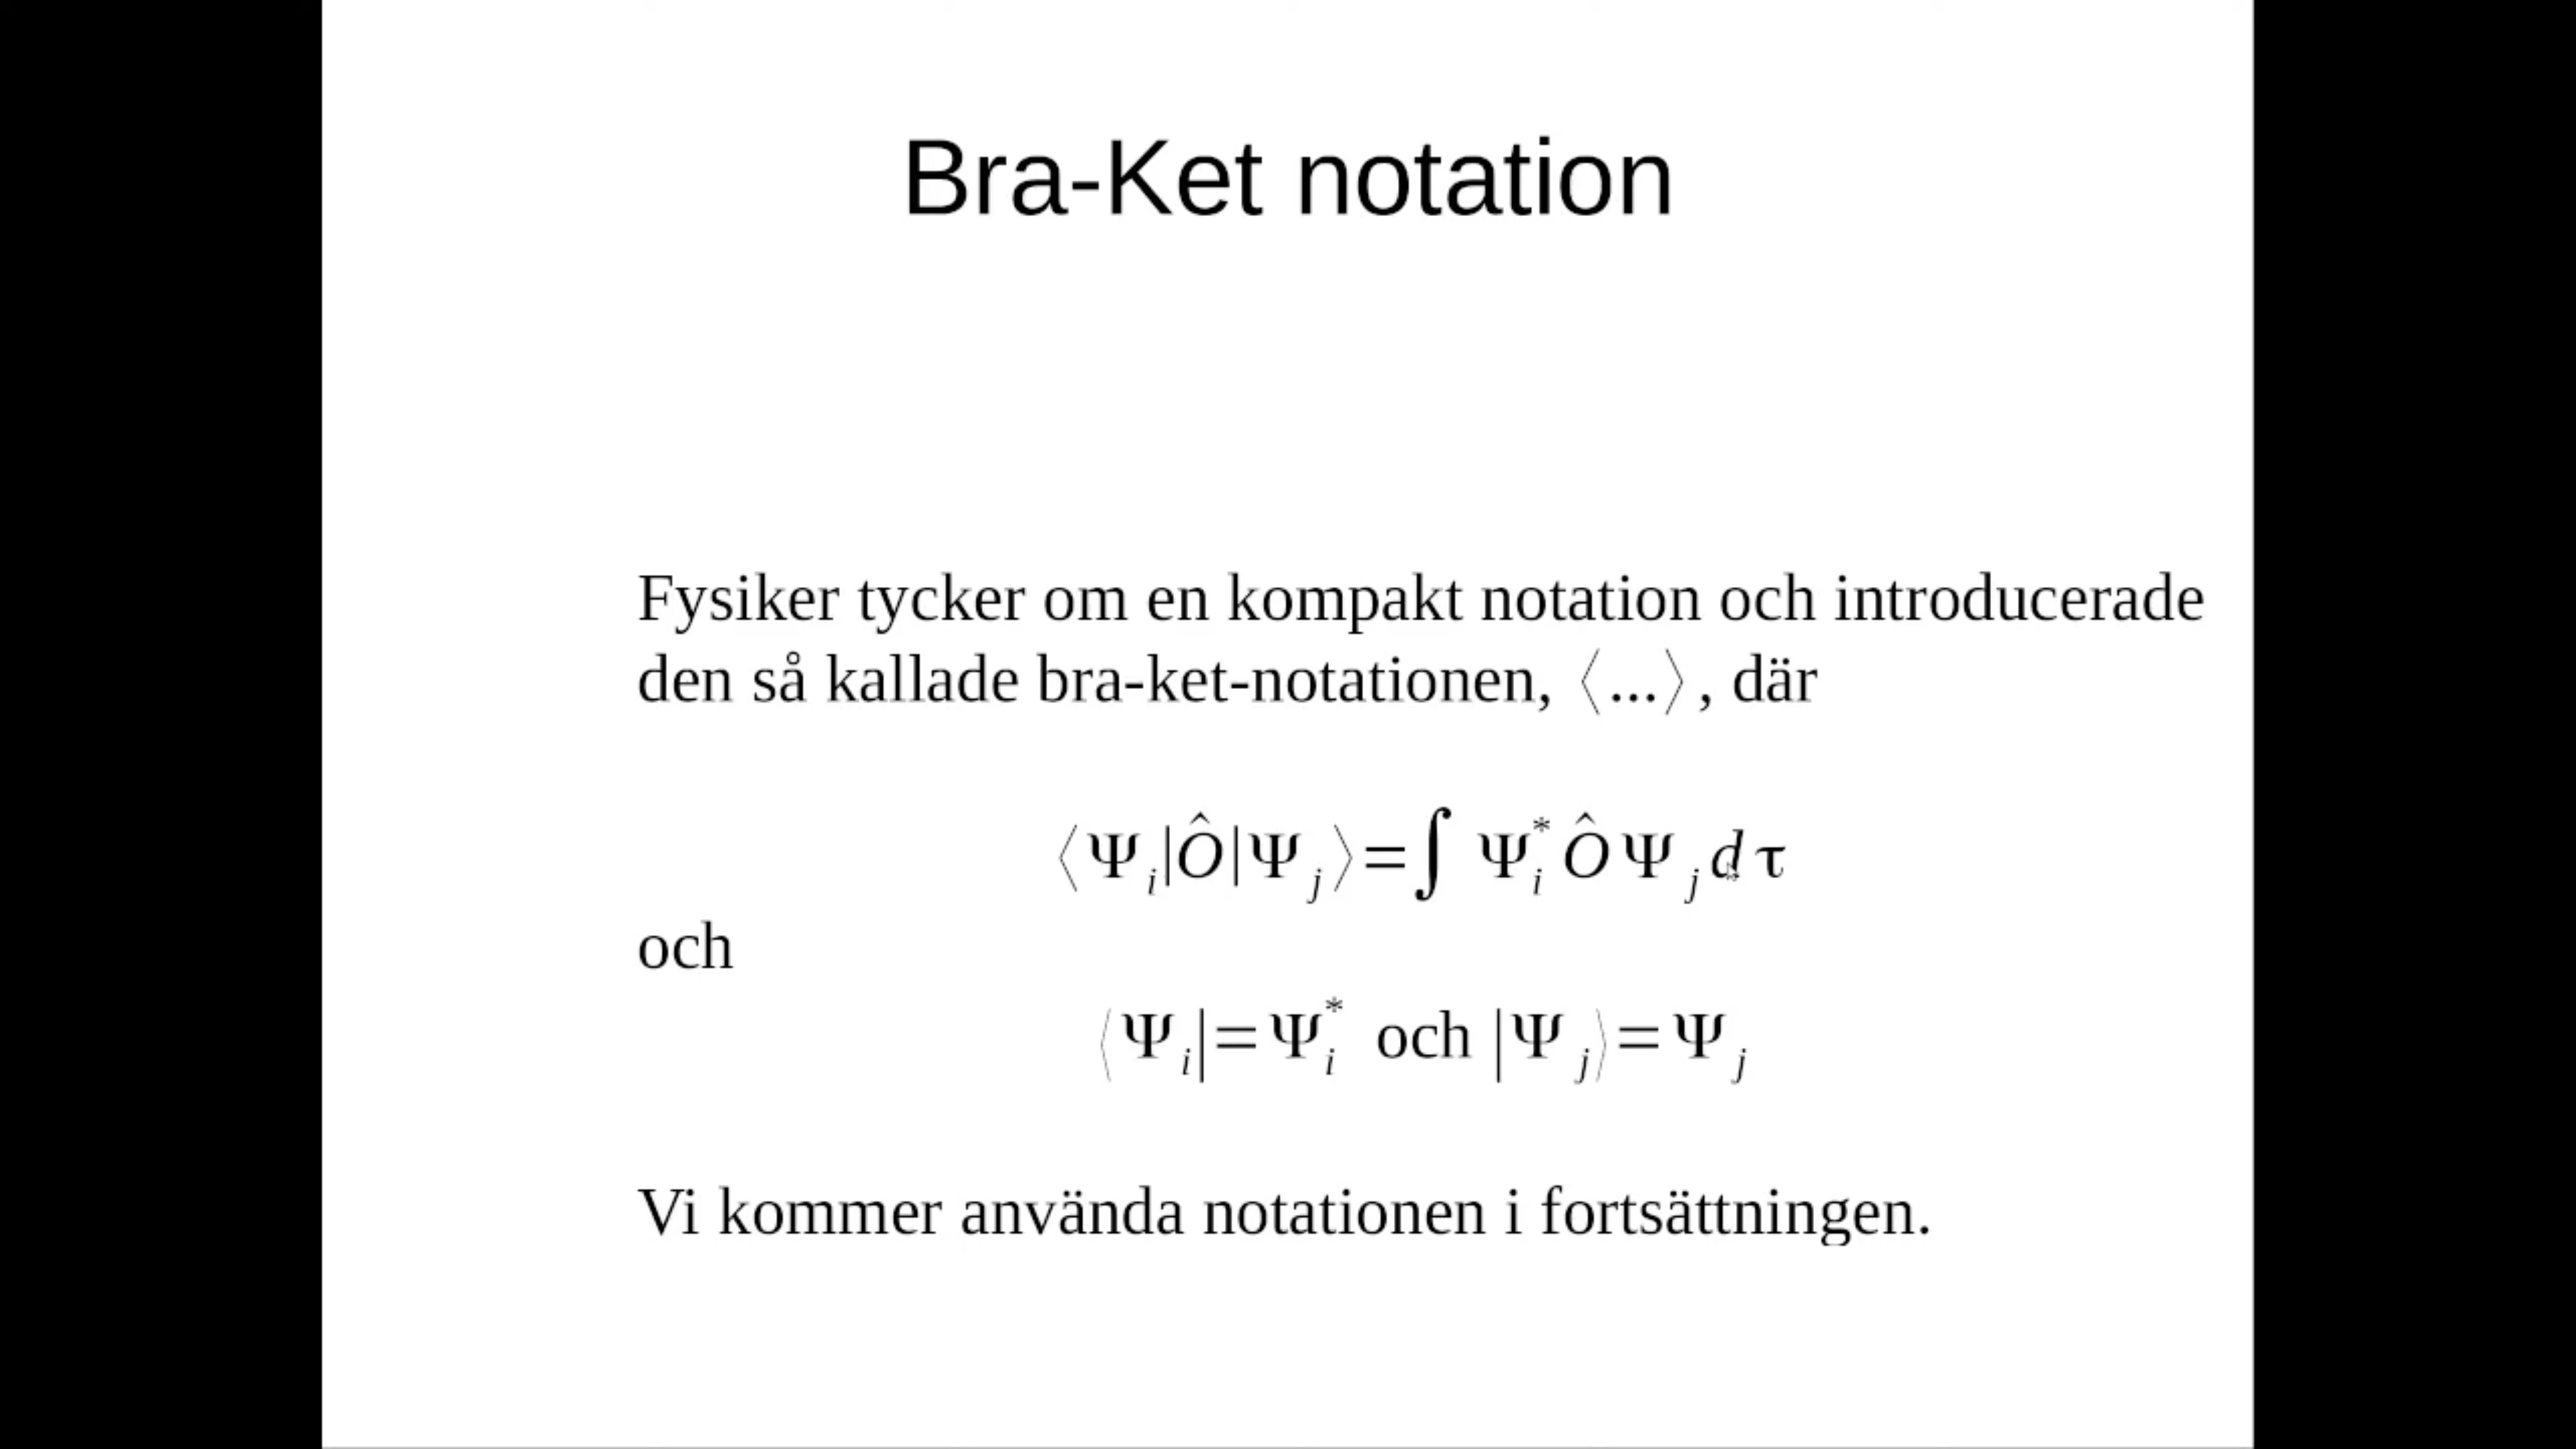 Bra-Ket notation
Fysiker tycker om en kompakt notation och introducerade
den så kallade bra-ket-notationen, ⟨...⟩, där
⟨Ψ_i|Ô|Ψ_j⟩=∫ Ψ_i^* Ô Ψ_j dτ
och
⟨Ψ_i|=Ψ_i^* och |Ψ_j⟩=Ψ_j
Vi kommer använda notationen i fortsättningen.